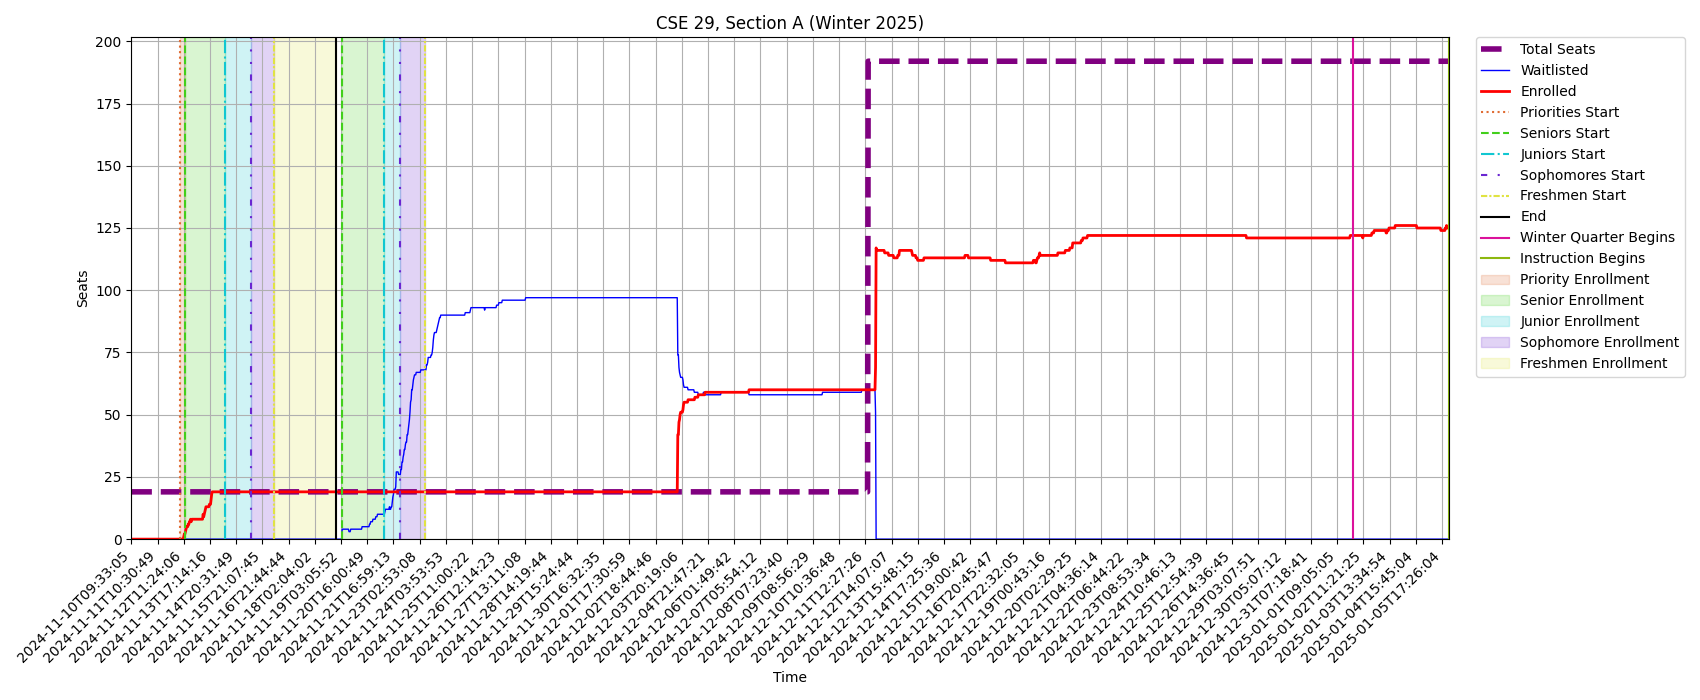 CSE 29, Section A (Winter 2025)
Seats
200
175
150
125
100
75
50
25
0
2024-11-10T09:33:05
2024-11-11T10:30:49
2024-11-12T11:24:06
2024-11-13T17:14:16
2024-11-14T20:31:49
2024-11-15T21:07:45
2024-11-16T21:44:44
2024-11-18T02:04:02
2024-11-19T03:05:52
2024-11-20T16:00:49
2024-11-21T16:59:13
2024-11-23T02:53:08
2024-11-24T03:53:53
2024-11-25T11:00:22
2024-11-26T12:14:23
2024-11-27T13:11:08
2024-11-28T14:19:44
2024-11-29T15:24:44
2024-11-30T16:32:35
2024-12-01T17:30:59
2024-12-02T18:44:46
2024-12-03T20:19:06
2024-12-04T21:47:21
2024-12-06T01:49:42
2024-12-07T05:54:12
2024-12-08T07:23:40
2024-12-09T08:56:29
2024-12-10T10:36:48
2024-12-11T12:27:26
2024-12-12T14:07:07
2024-12-13T15:48:15
2024-12-14T17:25:36
2024-12-15T19:00:42
2024-12-16T20:45:47
2024-12-17T22:32:05
2024-12-19T00:43:16
2024-12-20T02:29:25
2024-12-21T04:36:14
2024-12-22T06:44:22
2024-12-23T08:53:34
2024-12-24T10:46:13
2024-12-25T12:54:39
2024-12-26T14:36:45
2024-12-29T03:07:51
2024-12-30T05:07:12
2024-12-31T07:18:41
2025-01-01T09:05:05
2025-01-02T11:21:25
2025-01-03T13:34:54
2025-01-04T15:45:04
2025-01-05T17:26:04
Time
Total Seats
Waitlisted
Enrolled
Priorities Start
Seniors Start
Juniors Start
Sophomores Start
Freshmen Start
End
Winter Quarter Begins
Instruction Begins
Priority Enrollment
Senior Enrollment
Junior Enrollment
Sophomore Enrollment
Freshmen Enrollment